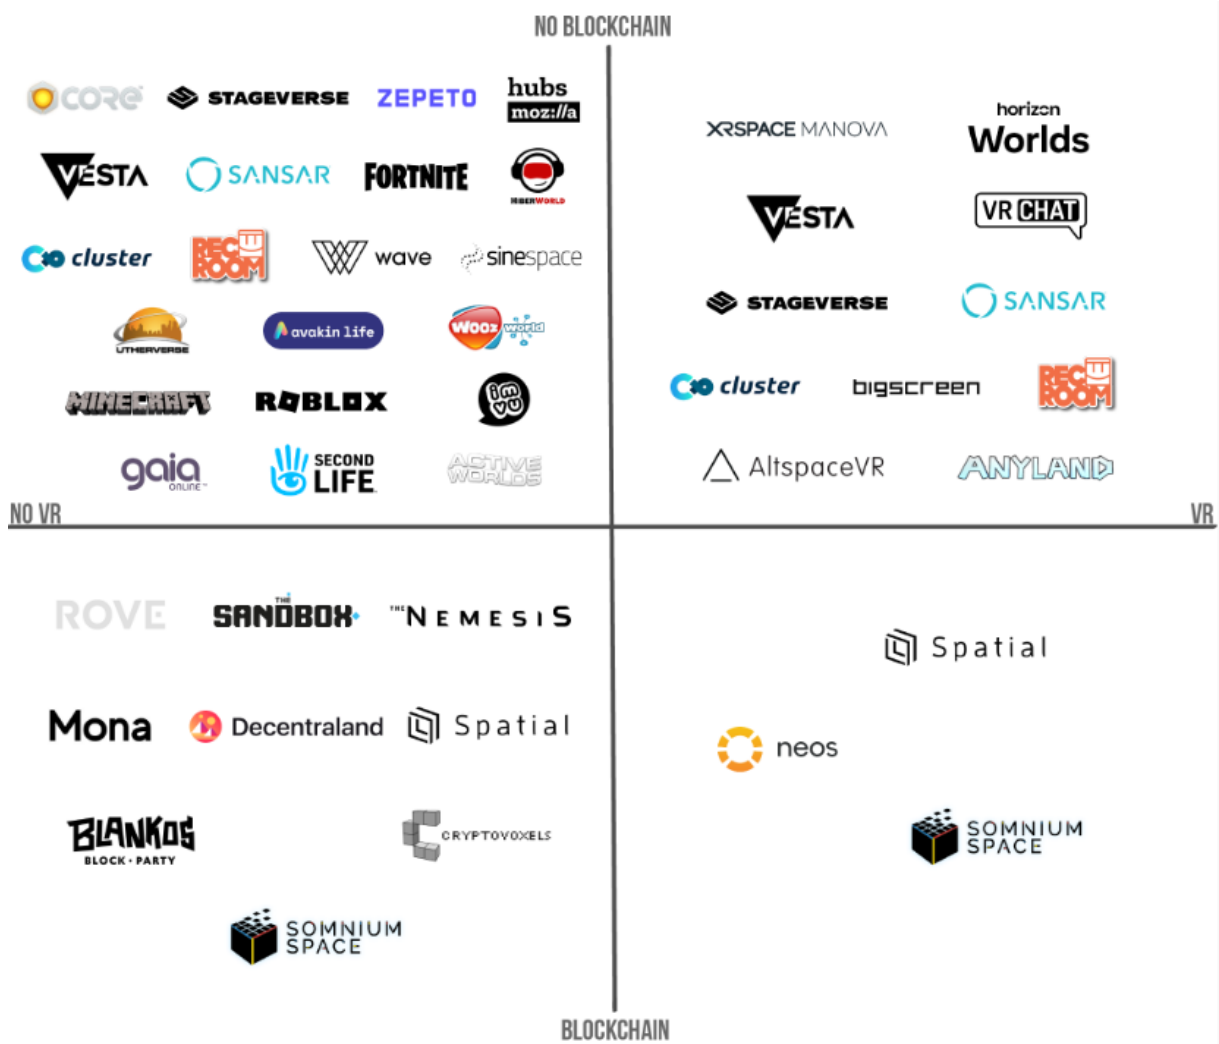 NO BLOCKCHAIN
CORE
STAGEVERSE
ZEPETO
hubs
moz://a
VESTA
SANSAR
FORTNITE
HIBERWORLD
cluster
REC
ROOM
wave
sinespace
UTHERVERSE
avakin life
Woozworld
MINECRAFT
ROBLOX
imvu
gaia
ONLINE™
SECOND
LIFE
ACTIVE
WORLDS
XRSPACE MANOVA
horizon
Worlds
VESTA
VR CHAT
STAGEVERSE
SANSAR
cluster
bigscreen
REC
ROOM
AltspaceVR
ANYLAND
NO VR
VR
ROVE
THE
SANDBOX
THE NEMESIS
Mona
Decentraland
Spatial
BLANKOS
BLOCK · PARTY
CRYPTOVOXELS
SOMNIUM
SPACE
Spatial
neos
SOMNIUM
SPACE
BLOCKCHAIN